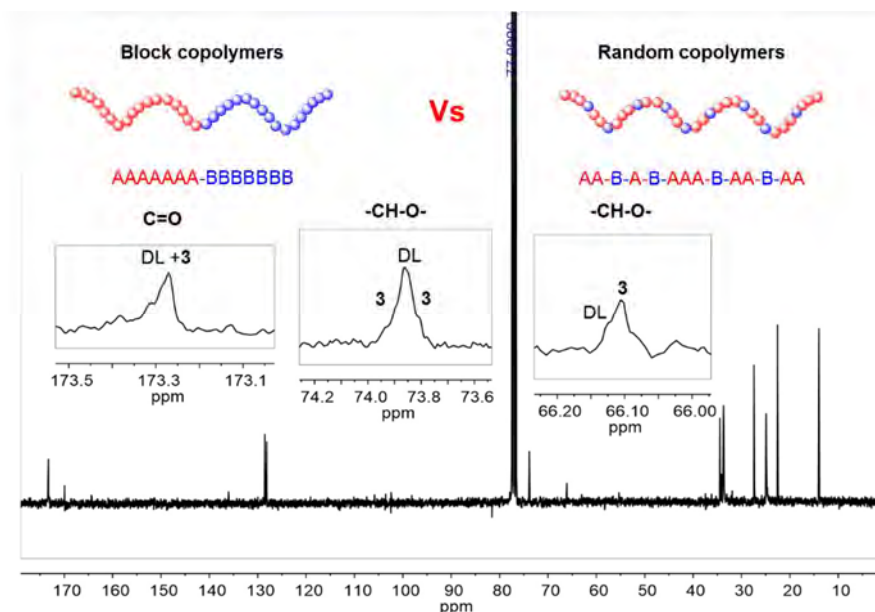 Block copolymers
Random copolymers
Vs
77.0000
AAAAAAA-BBBBBBB
AA-B-A-B-AAA-B-AA-B-AA
C=O
-CH-O-
-CH-O-
DL +3
DL
3
3
3
DL
173.5 173.3 173.1
ppm
74.2 74.0 73.8 73.6
ppm
66.20 66.10 66.00
ppm
170 160 150 140 130 120 110 100 90 80 70 60 50 40 30 20 10
ppm